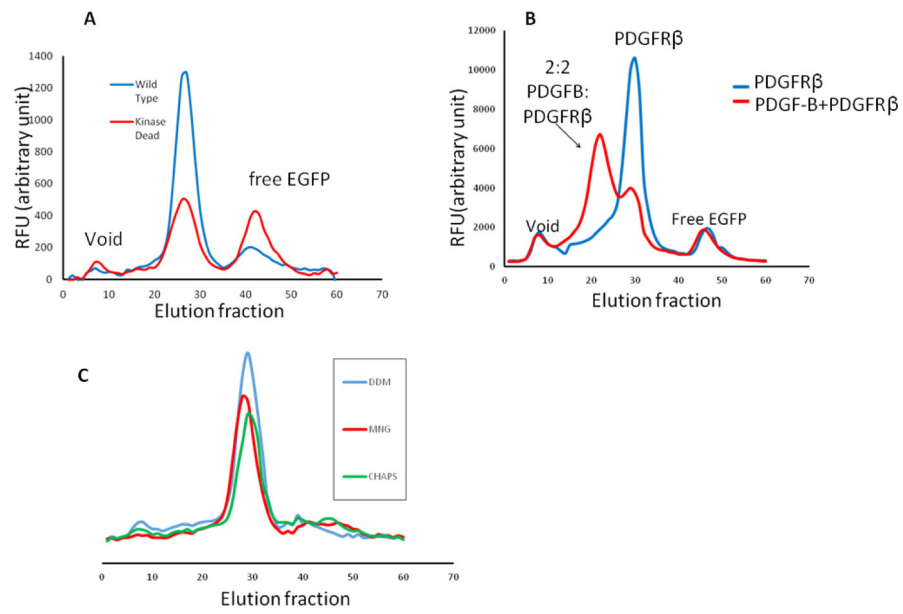 A
RFU (arbitrary unit)
1400
1200
1000
800
600
400
200
0
Wild
Type
Kinase
Dead
Void
free EGFP
0 10 20 30 40 50 60 70
Elution fraction
B
RFU(arbitrary unit)
12000
10000
8000
6000
4000
2000
0
PDGFRβ
2:2
PDGFB:
PDGFRβ
Void
Free EGFP
PDGFRβ
PDGF-B+PDGFRβ
0 10 20 30 40 50 60 70
Elution fraction
C
DDM
MNG
CHAPS
0 10 20 30 40 50 60 70
Elution fraction